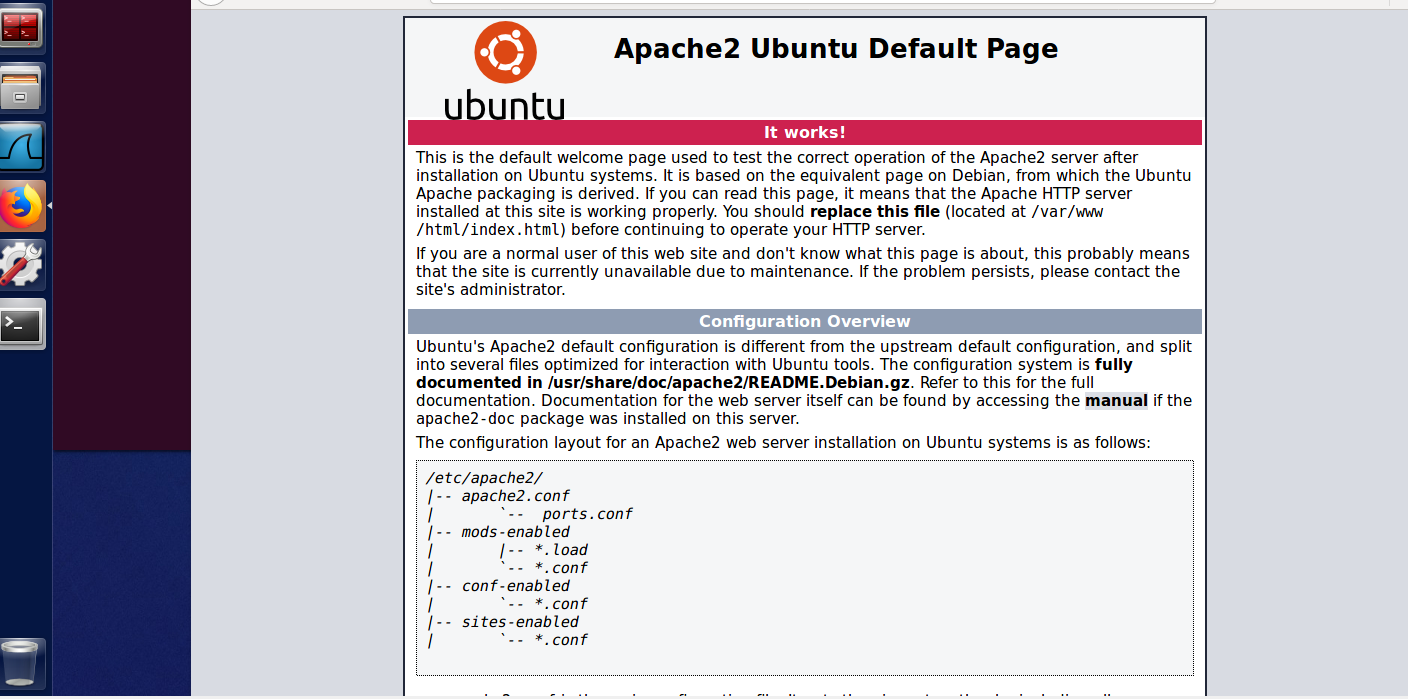 ubuntu
Apache2 Ubuntu Default Page
It works!
This is the default welcome page used to test the correct operation of the Apache2 server after
installation on Ubuntu systems. It is based on the equivalent page on Debian, from which the Ubuntu
Apache packaging is derived. If you can read this page, it means that the Apache HTTP server
installed at this site is working properly. You should replace this file (located at /var/www
/html/index.html) before continuing to operate your HTTP server.
If you are a normal user of this web site and don't know what this page is about, this probably means
that the site is currently unavailable due to maintenance. If the problem persists, please contact the
site's administrator.
Configuration Overview
Ubuntu's Apache2 default configuration is different from the upstream default configuration, and split
into several files optimized for interaction with Ubuntu tools. The configuration system is fully
documented in /usr/share/doc/apache2/README.Debian.gz. Refer to this for the full
documentation. Documentation for the web server itself can be found by accessing the manual if the
apache2-doc package was installed on this server.
The configuration layout for an Apache2 web server installation on Ubuntu systems is as follows:
/etc/apache2/
|-- apache2.conf
|       `--  ports.conf
|-- mods-enabled
|       |-- *.load
|       `-- *.conf
|-- conf-enabled
|       `-- *.conf
|-- sites-enabled
|       `-- *.conf